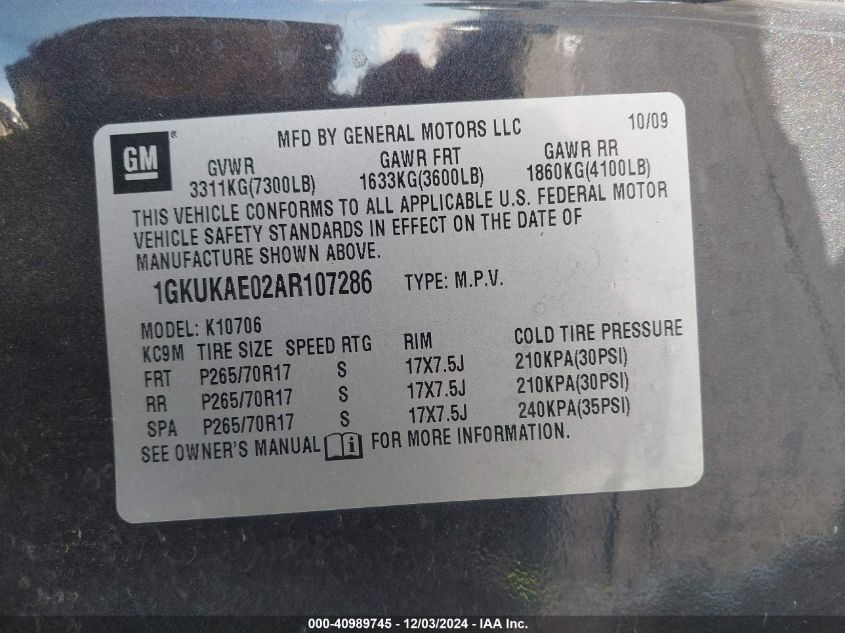 GM ®
MFD BY GENERAL MOTORS LLC 10/09
GVWR GAWR FRT GAWR RR
3311KG(7300LB) 1633KG(3600LB) 1860KG(4100LB)
THIS VEHICLE CONFORMS TO ALL APPLICABLE U.S. FEDERAL MOTOR
VEHICLE SAFETY STANDARDS IN EFFECT ON THE DATE OF
MANUFACTURE SHOWN ABOVE.
1GKUKAE02AR107286 TYPE: M.P.V.
MODEL: K10706
KC9M TIRE SIZE SPEED RTG RIM COLD TIRE PRESSURE
FRT P265/70R17 S 17X7.5J 210KPA(30PSI)
RR P265/70R17 S 17X7.5J 210KPA(30PSI)
SPA P265/70R17 S 17X7.5J 240KPA(35PSI)
SEE OWNER'S MANUAL i FOR MORE INFORMATION.
000-40989745 - 12/03/2024 - IAA Inc.